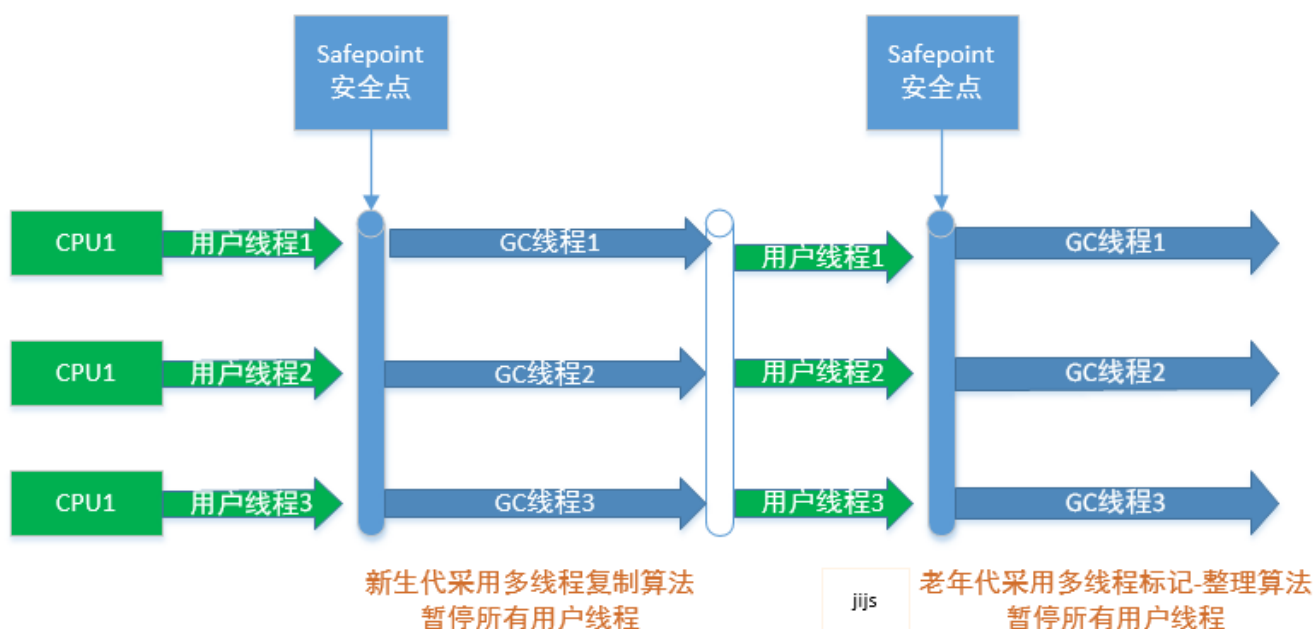 Safepoint
安全点
Safepoint
安全点
CPU1
用户线程1
GC线程1
用户线程1
GC线程1
CPU1
用户线程2
GC线程2
用户线程2
GC线程2
CPU1
用户线程3
GC线程3
用户线程3
GC线程3
新生代采用多线程复制算法
暂停所有用户线程
jijs
老年代采用多线程标记-整理算法
暂停所有用户线程